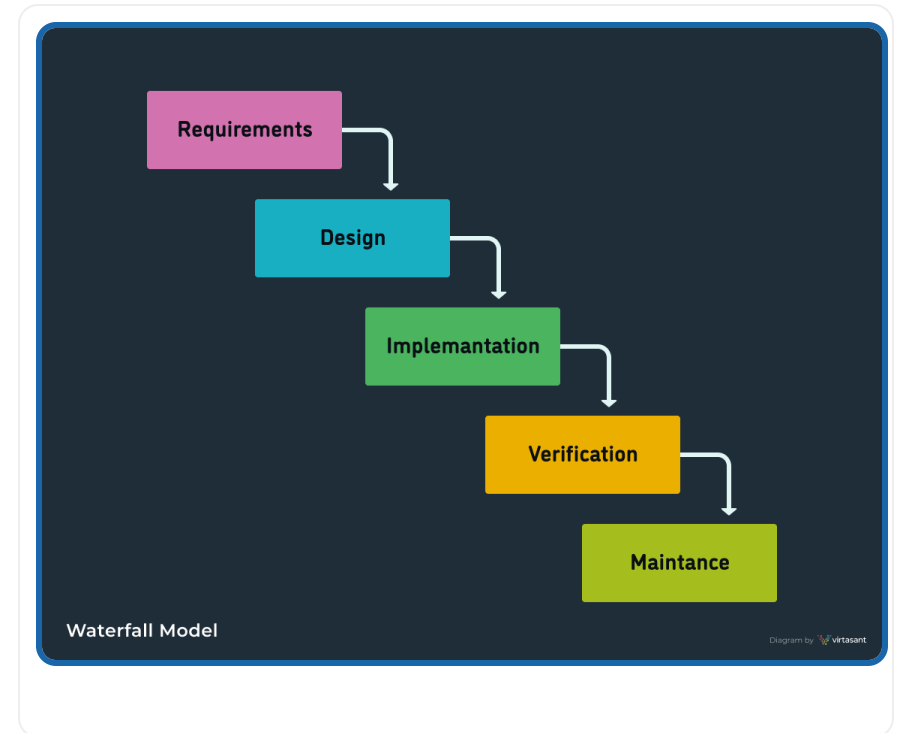 Requirements
Design
Implemantation
Verification
Maintance
Waterfall Model
Diagram by virtasant